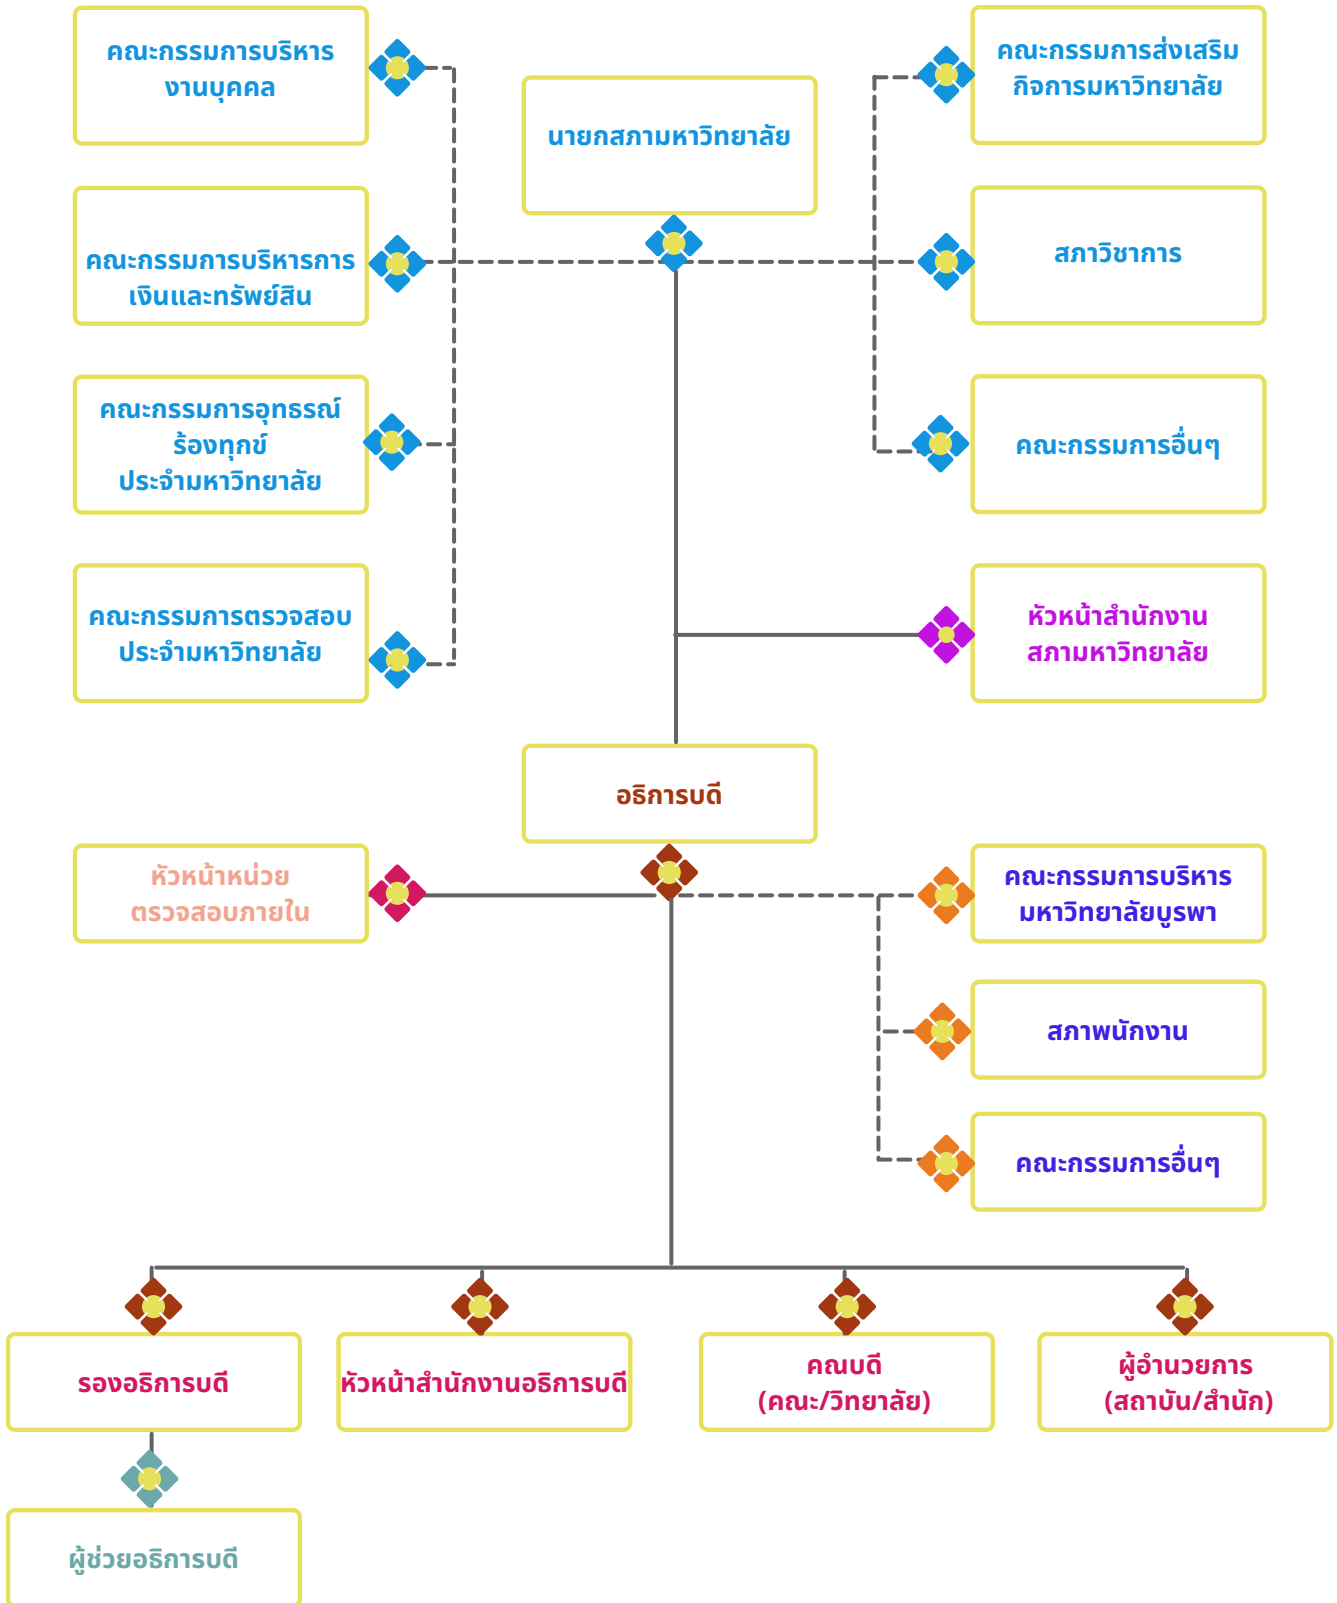 คณะกรรมการบริหาร
งานบุคคล
นายกสภามหาวิทยาลัย
คณะกรรมการส่งเสริม
กิจการมหาวิทยาลัย
คณะกรรมการบริหารการ
เงินและทรัพย์สิน
สภาวิชาการ
คณะกรรมการอุทธรณ์
ร้องทุกข์
ประจำมหาวิทยาลัย
คณะกรรมการอื่นๆ
คณะกรรมการตรวจสอบ
ประจำมหาวิทยาลัย
หัวหน้าสำนักงาน
สภามหาวิทยาลัย
อธิการบดี
หัวหน้าหน่วย
ตรวจสอบภายใน
คณะกรรมการบริหาร
มหาวิทยาลัยบูรพา
สภาพนักงาน
คณะกรรมการอื่นๆ
รองอธิการบดี
หัวหน้าสำนักงานอธิการบดี
คณบดี
(คณะ/วิทยาลัย)
ผู้อำนวยการ
(สถาบัน/สำนัก)
ผู้ช่วยอธิการบดี